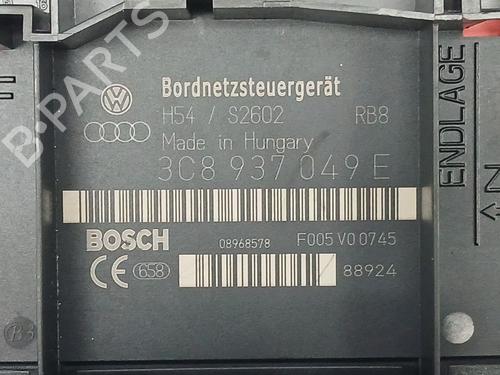 Bordnetzsteuergerät
H54 / S2602 RB8
Made in Hungary
3C8 937 049 E
BOSCH 08968578 F005 V0 0745
CE 658 88924
ENDLAGE
B-PARTS